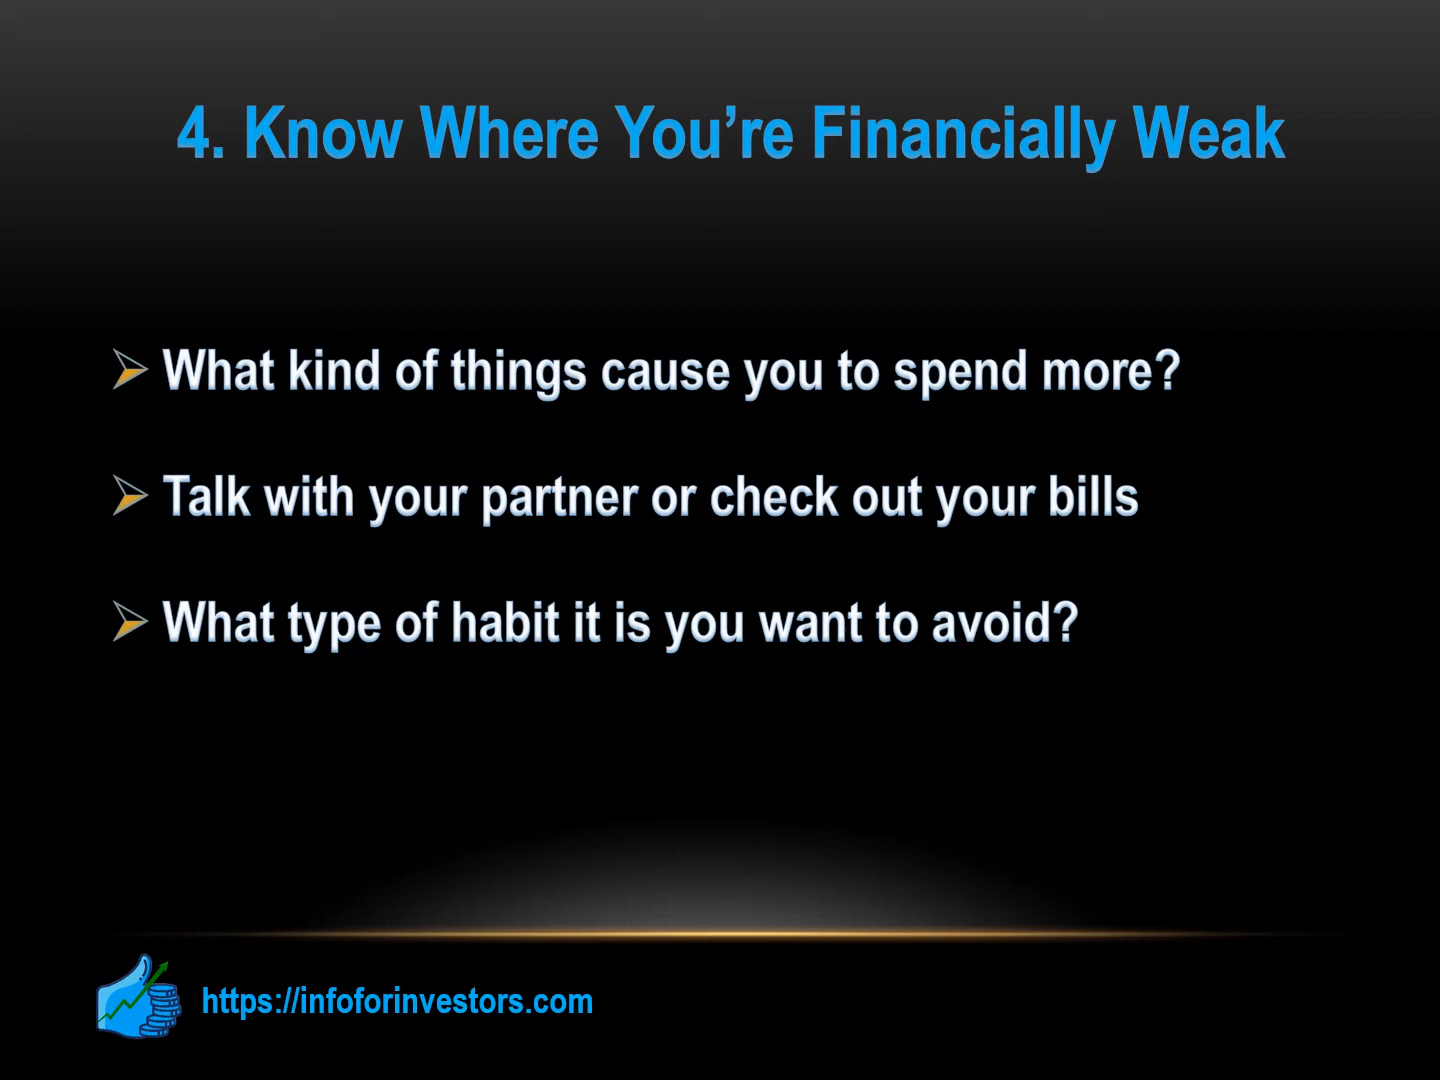 4. Know Where You’re Financially Weak
What kind of things cause you to spend more?
Talk with your partner or check out your bills
What type of habit it is you want to avoid?
https://infoforinvestors.com